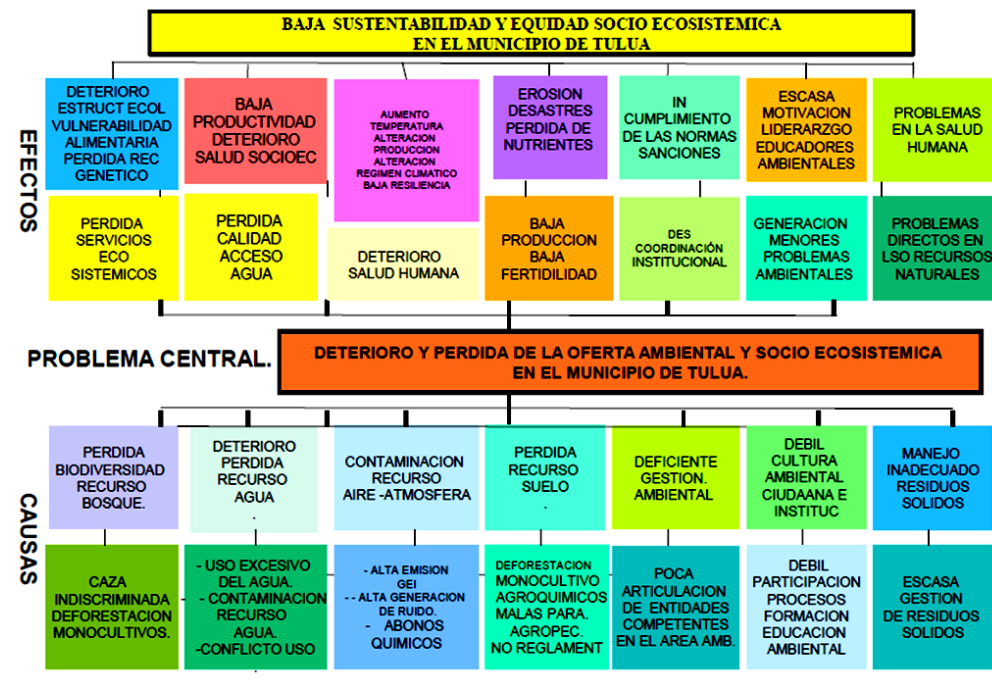 BAJA SUSTENTABILIDAD Y EQUIDAD SOCIO ECOSISTEMICA
EN EL MUNICIPIO DE TULUA
EFECTOS
DETERIORO
ESTRUCT ECOL
VULNERABILIDAD
ALIMENTARIA
PERDIDA REC
GENETICO
BAJA
PRODUCTIVIDAD
DETERIORO
SALUD SOCIOEC
AUMENTO
TEMPERATURA
ALTERACION
PRODUCCION
ALTERACION
REGIMEN CLIMATICO
BAJA RESILIENCIA
EROSION
DESASTRES
PERDIDA DE
NUTRIENTES
IN
CUMPLIMIENTO
DE LAS NORMAS
SANCIONES
ESCASA
MOTIVACION
LIDERARZGO
EDUCADORES
AMBIENTALES
PROBLEMAS
EN LA SALUD
HUMANA
PERDIDA
SERVICIOS
ECO
SISTEMICOS
PERDIDA
CALIDAD
ACCESO
AGUA
DETERIORO
SALUD HUMANA
BAJA
PRODUCCION
BAJA
FERTIDILIDAD
DES
COORDINACIÓN
INSTITUCIONAL
GENERACION
MENORES
PROBLEMAS
AMBIENTALES
PROBLEMAS
DIRECTOS EN
LSO RECURSOS
NATURALES
PROBLEMA CENTRAL.
DETERIORO Y PERDIDA DE LA OFERTA AMBIENTAL Y SOCIO ECOSISTEMICA
EN EL MUNICIPIO DE TULUA.
CAUSAS
PERDIDA
BIODIVERSIDAD
RECURSO
BOSQUE.
DETERIORO
PERDIDA
RECURSO
AGUA
.
CONTAMINACION
RECURSO
AIRE -ATMOSFERA
PERDIDA
RECURSO
SUELO
.
DEFICIENTE
GESTION.
AMBIENTAL
DEBIL
CULTURA
AMBIENTAL
CIUDAANA E
INSTITUC
MANEJO
INADECUADO
RESIDUOS
SOLIDOS
CAZA
INDISCRIMINADA
DEFORESTACION
MONOCULTIVOS.
- USO EXCESIVO
DEL AGUA.
- CONTAMINACION
RECURSO
AGUA.
-CONFLICTO USO
- ALTA EMISION
GEI
-- ALTA GENERACION
DE RUIDO.
- ABONOS
QUIMICOS
DEFORESTACION
MONOCULTIVO
AGROQUIMICOS
MALAS PARA.
AGROPEC.
NO REGLAMENT
POCA
ARTICULACION
DE ENTIDADES
COMPETENTES
EN EL AREA AMB.
DEBIL
PARTICIPACION
PROCESOS
FORMACION
EDUCACION
AMBIENTAL
ESCASA
GESTION
DE RESIDUOS
SOLIDOS